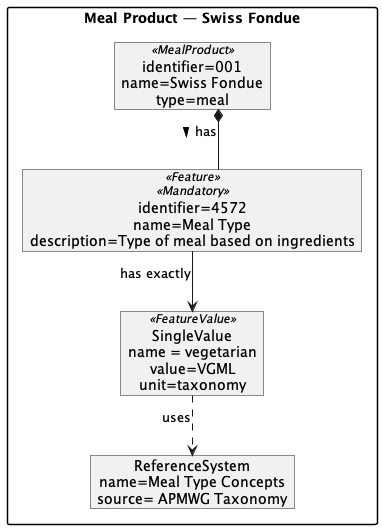 Meal Product — Swiss Fondue
«MealProduct»
identifier=001
name=Swiss Fondue
type=meal
has
«Feature»
«Mandatory»
identifier=4572
name=Meal Type
description=Type of meal based on ingredients
has exactly
«FeatureValue»
SingleValue
name = vegetarian
value=VGML
unit=taxonomy
uses
ReferenceSystem
name=Meal Type Concepts
source= APMWG Taxonomy